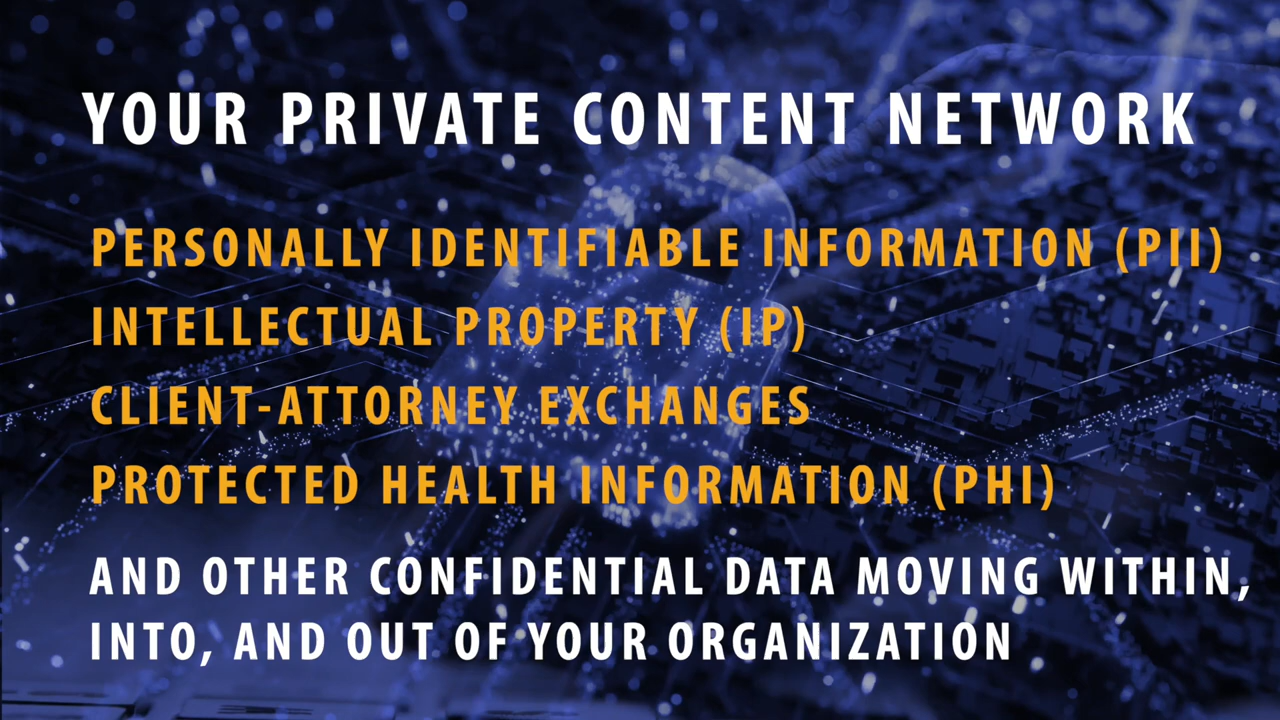 YOUR PRIVATE CONTENT NETWORK
PERSONALLY IDENTIFIABLE INFORMATION (PII)
INTELLECTUAL PROPERTY (IP)
CLIENT-ATTORNEY EXCHANGES
PROTECTED HEALTH INFORMATION (PHI)
AND OTHER CONFIDENTIAL DATA MOVING WITHIN,
INTO, AND OUT OF YOUR ORGANIZATION